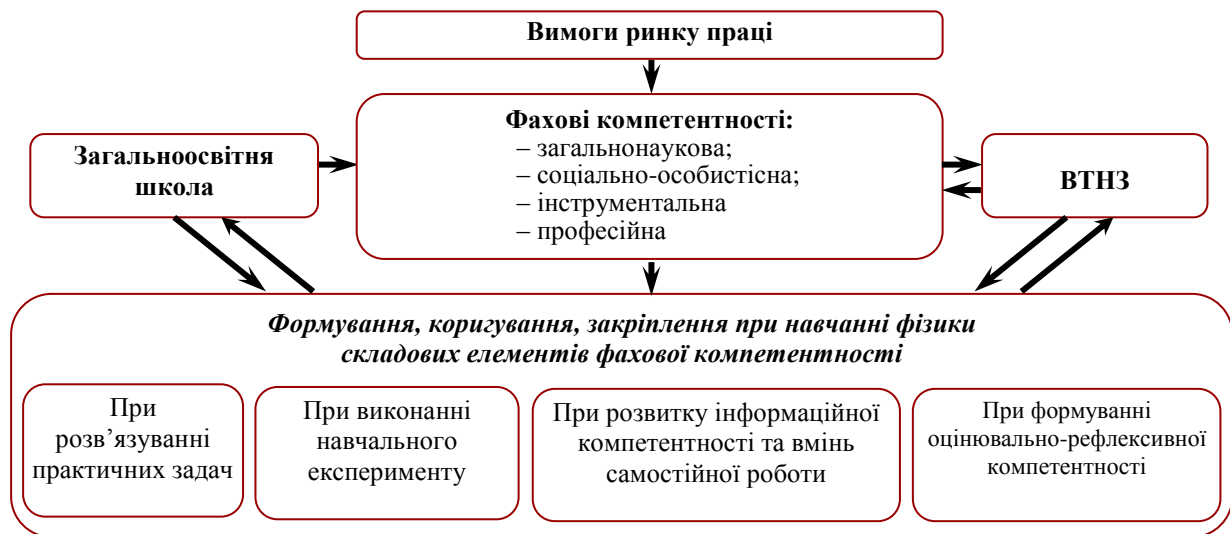 Вимоги ринку праці
Фахові компетентності:
– загальнонаукова;
– соціально-особистісна;
– інструментальна
– професійна
Загальноосвітня
школа
ВТНЗ
Формування, коригування, закріплення при навчанні фізики
складових елементів фахової компетентності
При
розв’язуванні
практичних задач
При виконанні
навчального
експерименту
При розвитку інформаційної
компетентності та вмінь
самостійної роботи
При формуванні
оцінювально-рефлексивної
компетентності